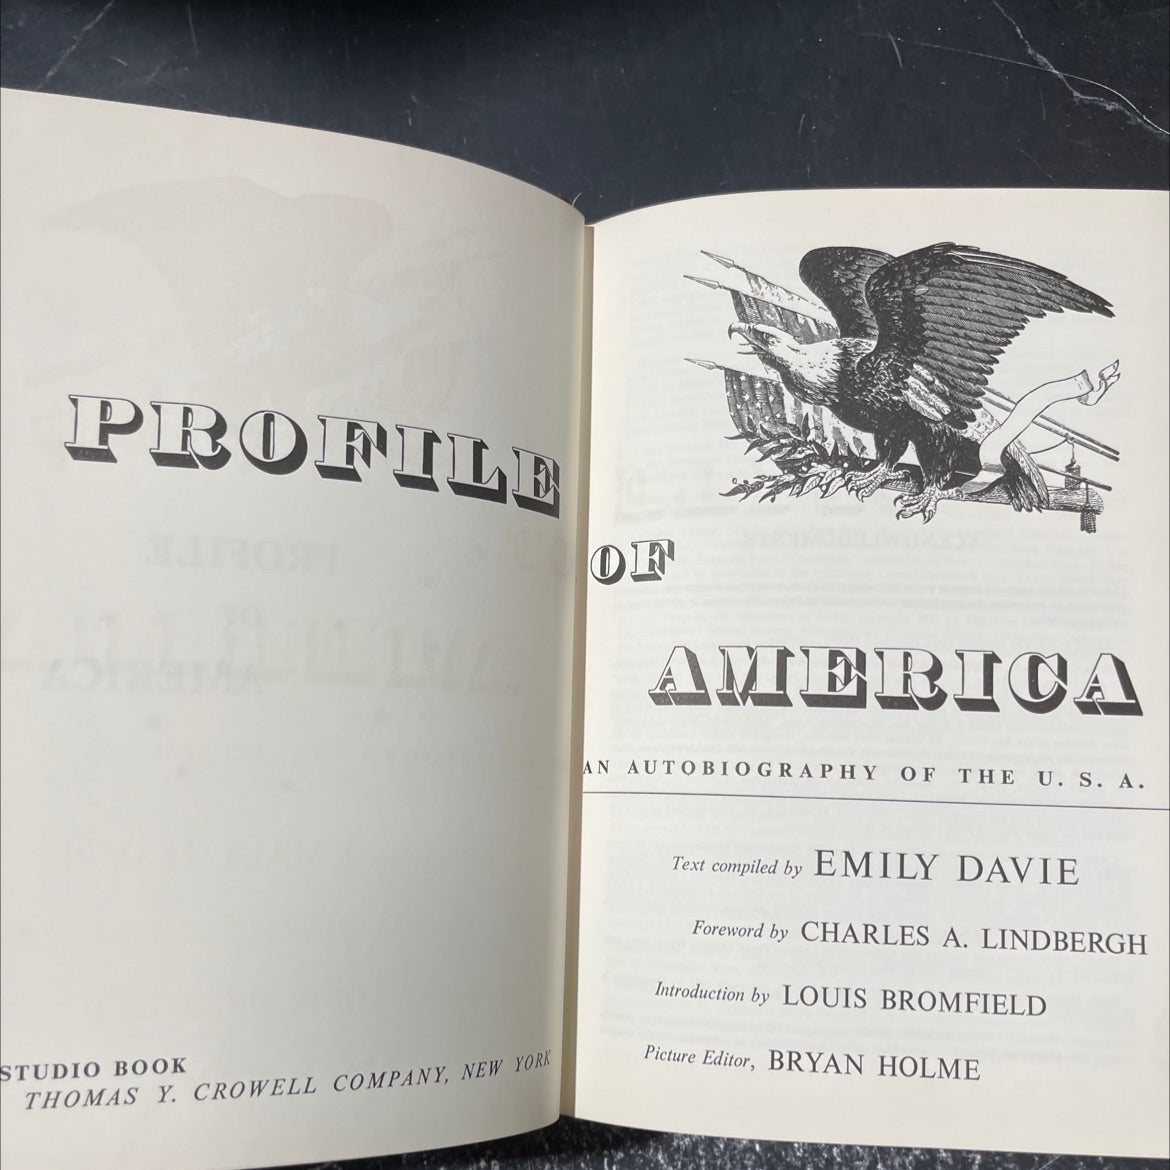 PROFILE
STUDIO BOOK
THOMAS Y. CROWELL COMPANY, NEW YORK
OF
AMERICA
AN AUTOBIOGRAPHY OF THE U. S. A.
Text compiled by EMILY DAVIE
Foreword by CHARLES A. LINDBERGH
Introduction by LOUIS BROMFIELD
Picture Editor, BRYAN HOLME